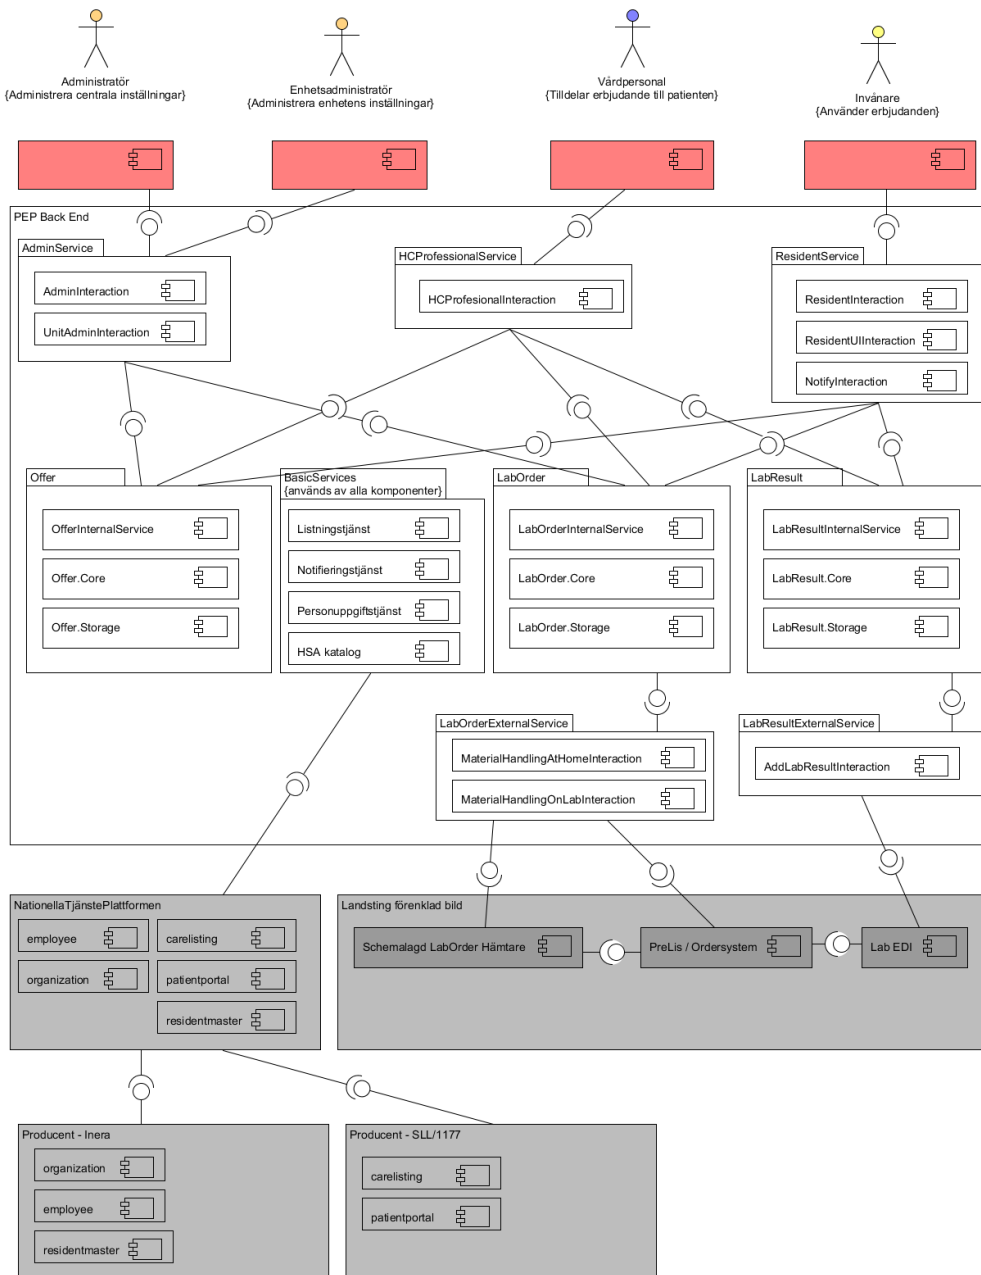 Administratör
{Administrera centrala inställningar}
Enhetsadministratör
{Administrera enhetens inställningar}
Vårdpersonal
{Tilldelar erbjudande till patienten}
Invånare
{Använder erbjudanden}
PEP Back End
AdminService
AdminInteraction
UnitAdminInteraction
HCProfessionalService
HCProfesionalInteraction
ResidentService
ResidentInteraction
ResidentUIInteraction
NotifyInteraction
Offer
OfferInternalService
Offer.Core
Offer.Storage
BasicServices
{används av alla komponenter}
Listningstjänst
Notifieringstjänst
Personuppgiftstjänst
HSA katalog
LabOrder
LabOrderInternalService
LabOrder.Core
LabOrder.Storage
LabResult
LabResultInternalService
LabResult.Core
LabResult.Storage
LabOrderExternalService
MaterialHandlingAtHomeInteraction
MaterialHandlingOnLabInteraction
LabResultExternalService
AddLabResultInteraction
NationellaTjänstePlattformen
employee
carelisting
organization
patientportal
residentmaster
Landsting förenklad bild
Schemalagd LabOrder Hämtare
PreLis / Ordersystem
Lab EDI
Producent - Inera
organization
employee
residentmaster
Producent - SLL/1177
carelisting
patientportal